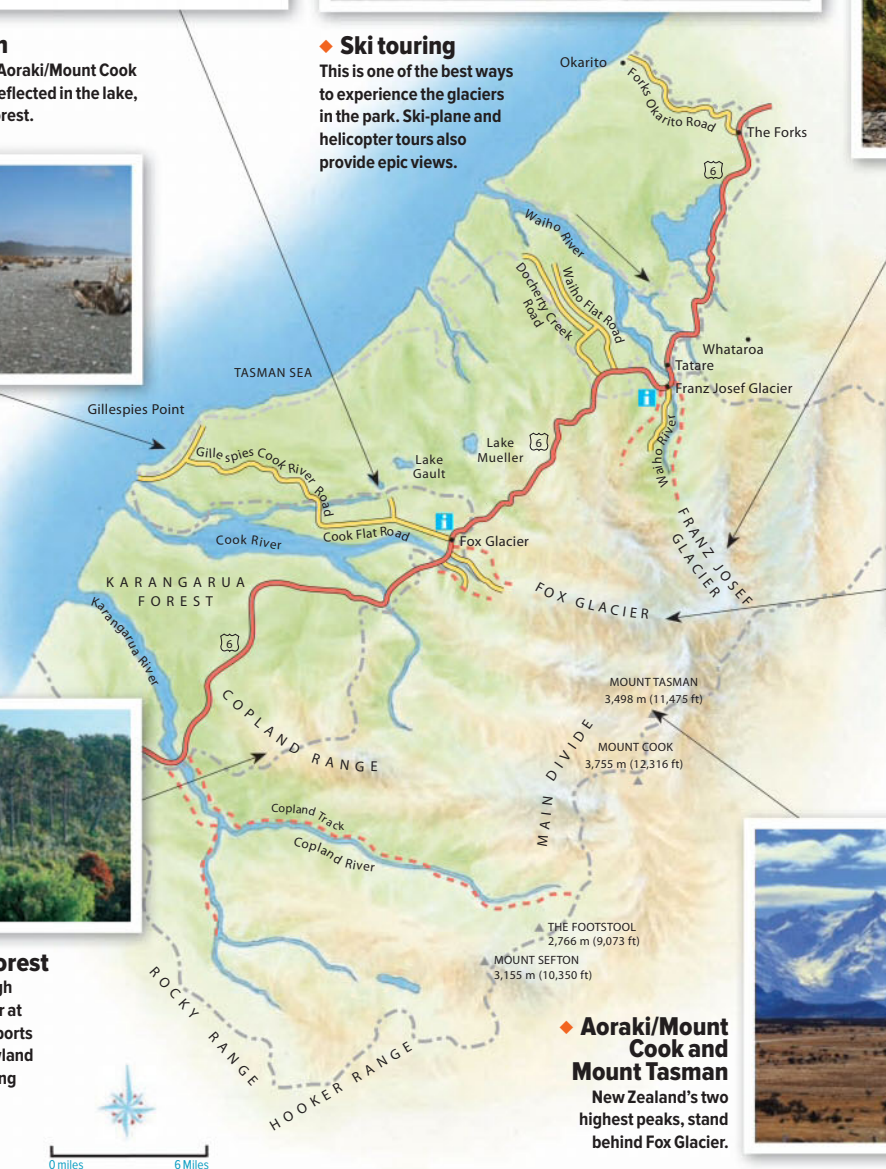 n
Aoraki/Mount Cook
eflected in the lake,
rest.
◆ Ski touring
This is one of the best ways
to experience the glaciers
in the park. Ski-plane and
helicopter tours also
provide epic views.
Okarito
Forks Okarito Road
The Forks
6
Waiho River
Docherty Creek
Road
Waiho Flat Road
Whataroa
Tatare
Franz Josef Glacier
i
Waiho River
TASMAN SEA
Gillespies Point
Gillespies Cook River Road
Lake
Gault
Lake
Mueller
6
i
Fox Glacier
Cook Flat Road
Cook River
KARANGARUA
FOREST
Karangarua River
6
FRANZ JOSEF
GLACIER
FOX GLACIER
MOUNT TASMAN
3,498 m (11,475 ft)
MOUNT COOK
3,755 m (12,316 ft)
MAIN DIVIDE
COPLAND RANGE
Copland Track
Copland River
THE FOOTSTOOL
2,766 m (9,073 ft)
MOUNT SEFTON
3,155 m (10,350 ft)
ROCKY RANGE
HOOKER RANGE
orest
gh
r at
ports
vland
ng
◆ Aoraki/Mount
Cook and
Mount Tasman
New Zealand's two
highest peaks, stand
behind Fox Glacier.
0 miles
6 Miles